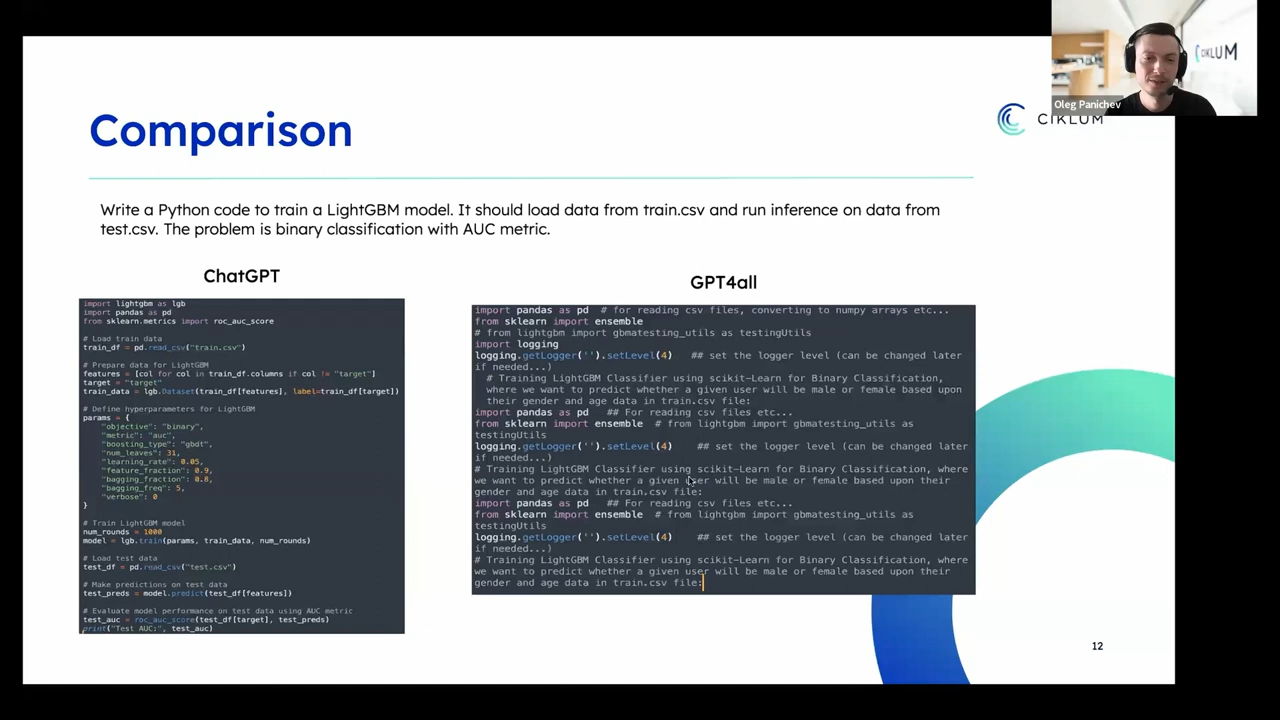 CIKLUM
Oleg Panichev
CIKLUM
Comparison
Write a Python code to train a LightGBM model. It should load data from train.csv and run inference on data from
test.csv. The problem is binary classification with AUC metric.
ChatGPT
import lightgbm as lgb
import pandas as pd
from sklearn.metrics import roc_auc_score
# Load train data
train_df = pd.read_csv("train.csv")
# Prepare data for LightGBM
features = [col for col in train_df.columns if col != "target"]
target = "target"
train_data = lgb.Dataset(train_df[features], label=train_df[target])
# Define hyperparameters for LightGBM
params = {
"objective": "binary",
"metric": "auc",
"boosting_type": "gbdt",
"num_leaves": 31,
"learning_rate": 0.05,
"feature_fraction": 0.9,
"bagging_fraction": 0.8,
"bagging_freq": 5,
"verbose": 0
}
# Train LightGBM model
num_rounds = 1000
model = lgb.train(params, train_data, num_rounds)
# Load test data
test_df = pd.read_csv("test.csv")
# Make predictions on test data
test_preds = model.predict(test_df[features])
# Evaluate model performance on test data using AUC metric
test_auc = roc_auc_score(test_df[target], test_preds)
print("Test AUC:", test_auc)
GPT4all
import pandas as pd # for reading csv files, converting to numpy arrays etc...
from sklearn import ensemble
# from lightgbm import gbmatesting_utils as testingUtils
import logging
logging.getLogger('').setLevel(4) ## set the logger level (can be changed later
if needed...)
# Training LightGBM Classifier using scikit-Learn for Binary Classification,
where we want to predict whether a given user will be male or female based upon
their gender and age data in train.csv file:
import pandas as pd ## For reading csv files etc...
from sklearn import ensemble # from lightgbm import gbmatesting_utils as
testingUtils
logging.getLogger('').setLevel(4) ## set the logger level (can be changed later
if needed...)
# Training LightGBM Classifier using scikit-Learn for Binary Classification, where
we want to predict whether a given user will be male or female based upon their
gender and age data in train.csv file:
import pandas as pd ## For reading csv files etc...
from sklearn import ensemble # from lightgbm import gbmatesting_utils as
testingUtils
logging.getLogger('').setLevel(4) ## set the logger level (can be changed later
if needed...)
# Training LightGBM Classifier using scikit-Learn for Binary Classification, where
we want to predict whether a given user will be male or female based upon their
gender and age data in train.csv file:
12